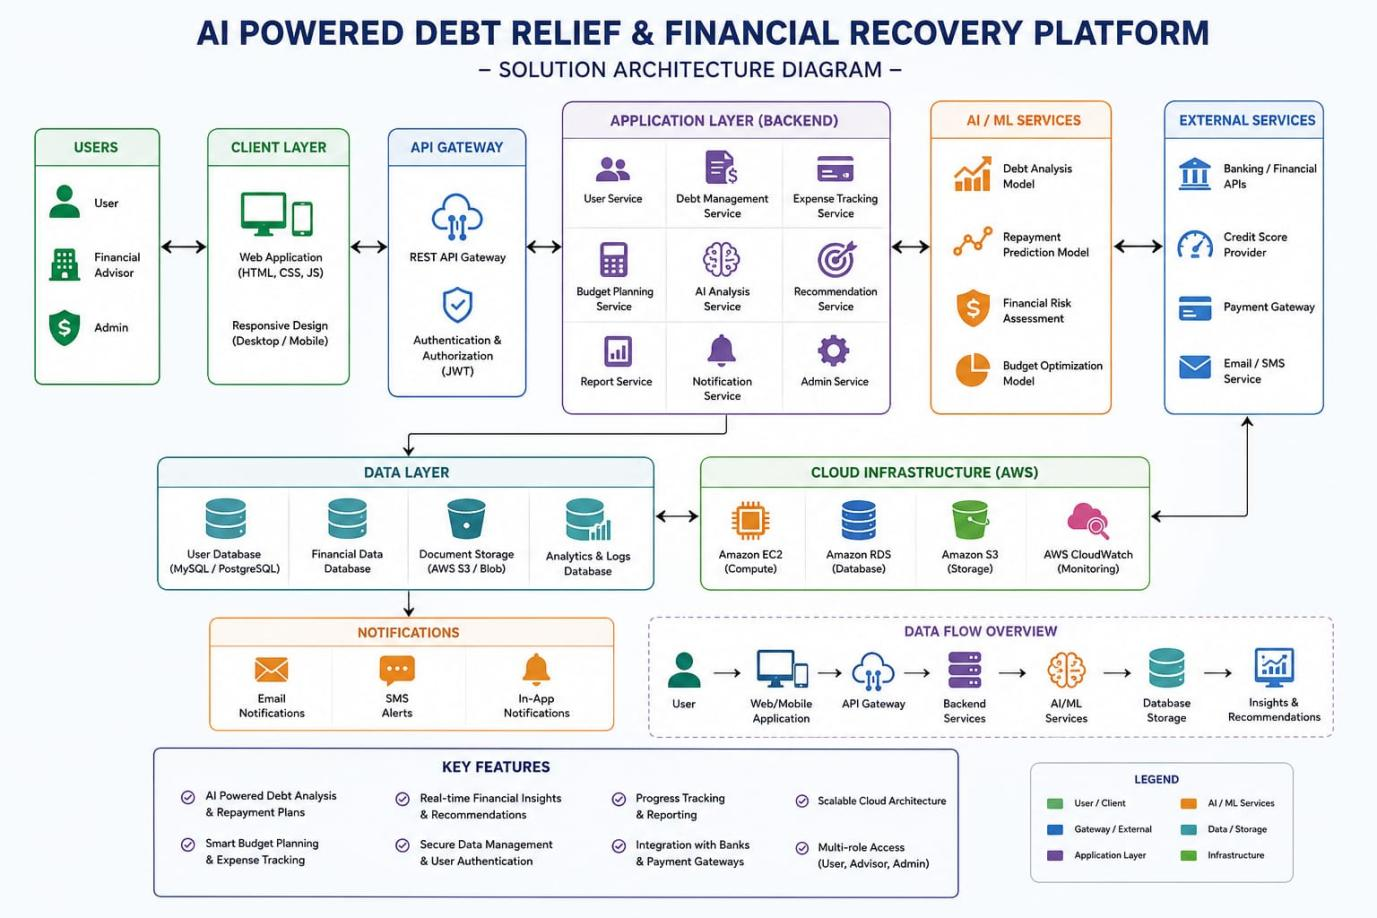 AI POWERED DEBT RELIEF & FINANCIAL RECOVERY PLATFORM
– SOLUTION ARCHITECTURE DIAGRAM –
USERS
User
Financial
Advisor
Admin
CLIENT LAYER
Web Application
(HTML, CSS, JS)
Responsive Design
(Desktop / Mobile)
API GATEWAY
REST API Gateway
Authentication &
Authorization
(JWT)
APPLICATION LAYER (BACKEND)
User Service
Debt Management
Service
Expense Tracking
Service
Budget Planning
Service
AI Analysis
Service
Recommendation
Service
Report Service
Notification
Service
Admin Service
AI / ML SERVICES
Debt Analysis
Model
Repayment
Prediction Model
Financial Risk
Assessment
Budget Optimization
Model
EXTERNAL SERVICES
Banking / Financial
APIs
Credit Score
Provider
Payment Gateway
Email / SMS
Service
DATA LAYER
User Database
(MySQL / PostgreSQL)
Financial Data
Database
Document Storage
(AWS S3 / Blob)
Analytics & Logs
Database
CLOUD INFRASTRUCTURE (AWS)
Amazon EC2
(Compute)
Amazon RDS
(Database)
Amazon S3
(Storage)
AWS CloudWatch
(Monitoring)
NOTIFICATIONS
Email
Notifications
SMS
Alerts
In-App
Notifications
DATA FLOW OVERVIEW
User
Web/Mobile
Application
API Gateway
Backend
Services
AI/ML
Services
Database
Storage
Insights &
Recommendations
KEY FEATURES
AI Powered Debt Analysis
& Repayment Plans
Real-time Financial Insights
& Recommendations
Progress Tracking
& Reporting
Scalable Cloud Architecture
Smart Budget Planning
& Expense Tracking
Secure Data Management
& User Authentication
Integration with Banks
& Payment Gateways
Multi-role Access
(User, Advisor, Admin)
LEGEND
User / Client
AI / ML Services
Gateway / External
Data / Storage
Application Layer
Infrastructure